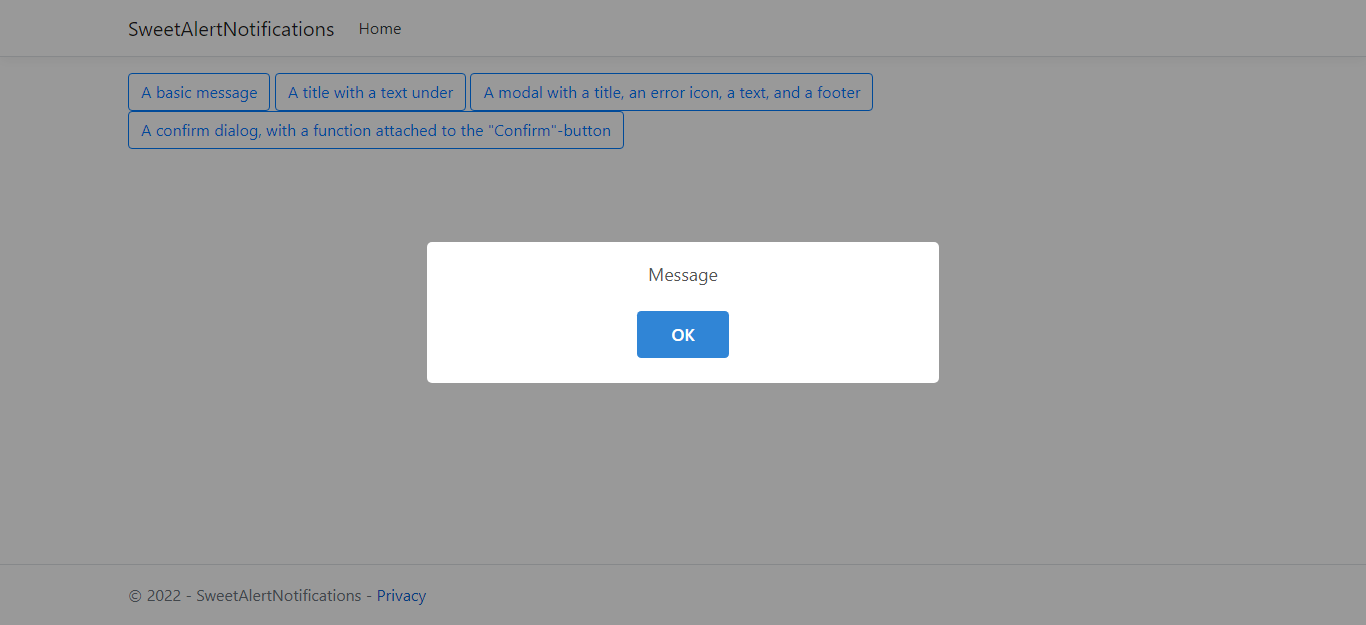 SweetAlertNotifications Home
A basic message A title with a text under A modal with a title, an error icon, a text, and a footer
A confirm dialog, with a function attached to the "Confirm"-button
Message
OK
© 2022 - SweetAlertNotifications - Privacy